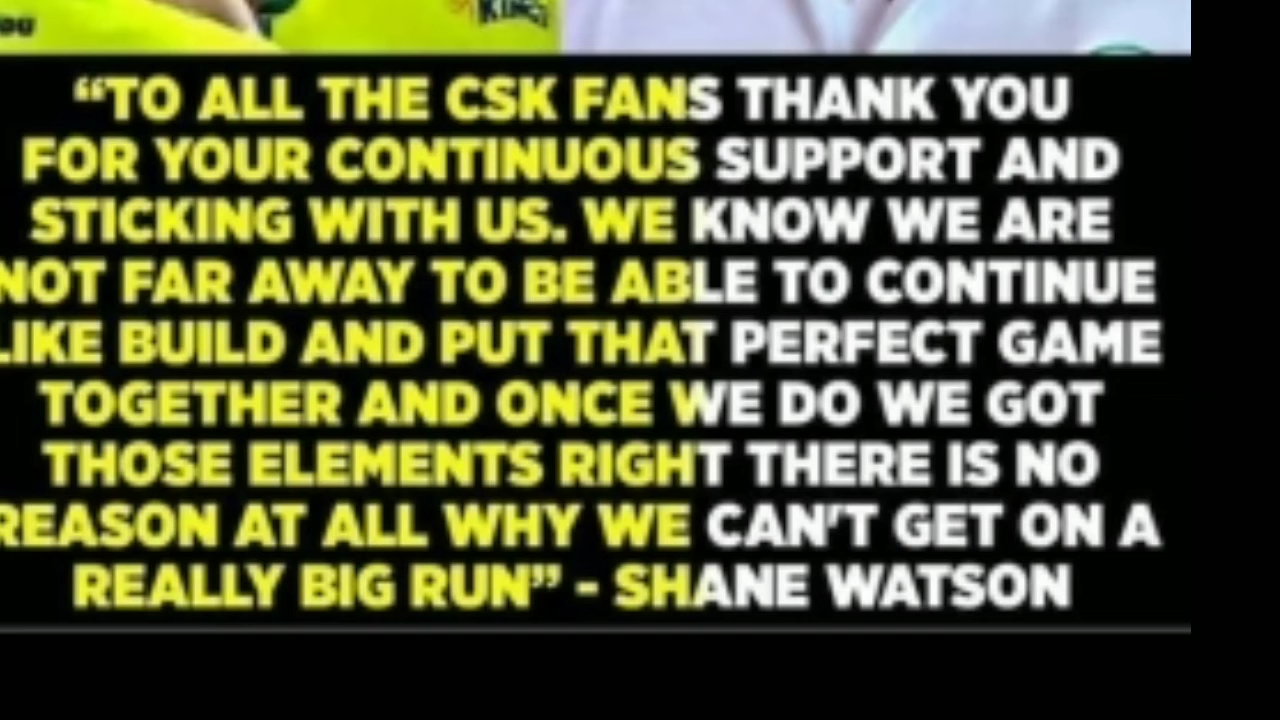 KINGS
“TO ALL THE CSK FANS THANK YOU
FOR YOUR CONTINUOUS SUPPORT AND
STICKING WITH US. WE KNOW WE ARE
NOT FAR AWAY TO BE ABLE TO CONTINUE
LIKE BUILD AND PUT THAT PERFECT GAME
TOGETHER AND ONCE WE DO WE GOT
THOSE ELEMENTS RIGHT THERE IS NO
REASON AT ALL WHY WE CAN'T GET ON A
REALLY BIG RUN” - SHANE WATSON